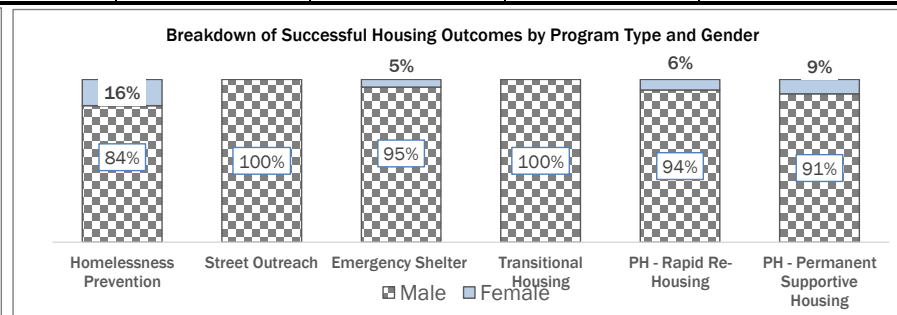 Breakdown of Successful Housing Outcomes by Program Type and Gender
16%
5%
6%
9%
84%
100%
95%
100%
94%
91%
Homelessness
Prevention
Street Outreach
Emergency Shelter
Transitional
Housing
PH - Rapid Re-
Housing
PH - Permanent
Supportive
Housing
Male
Female